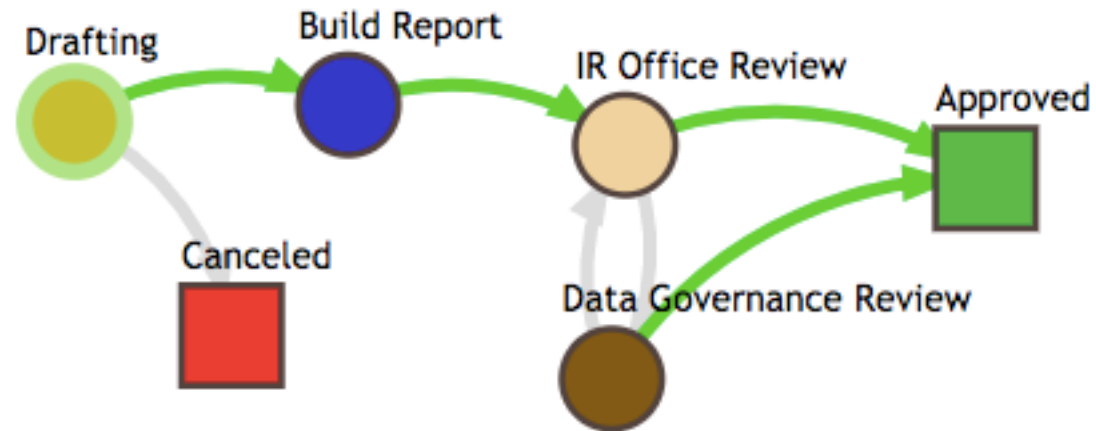 Drafting
Build Report
IR Office Review
Approved
Canceled
Data Governance Review